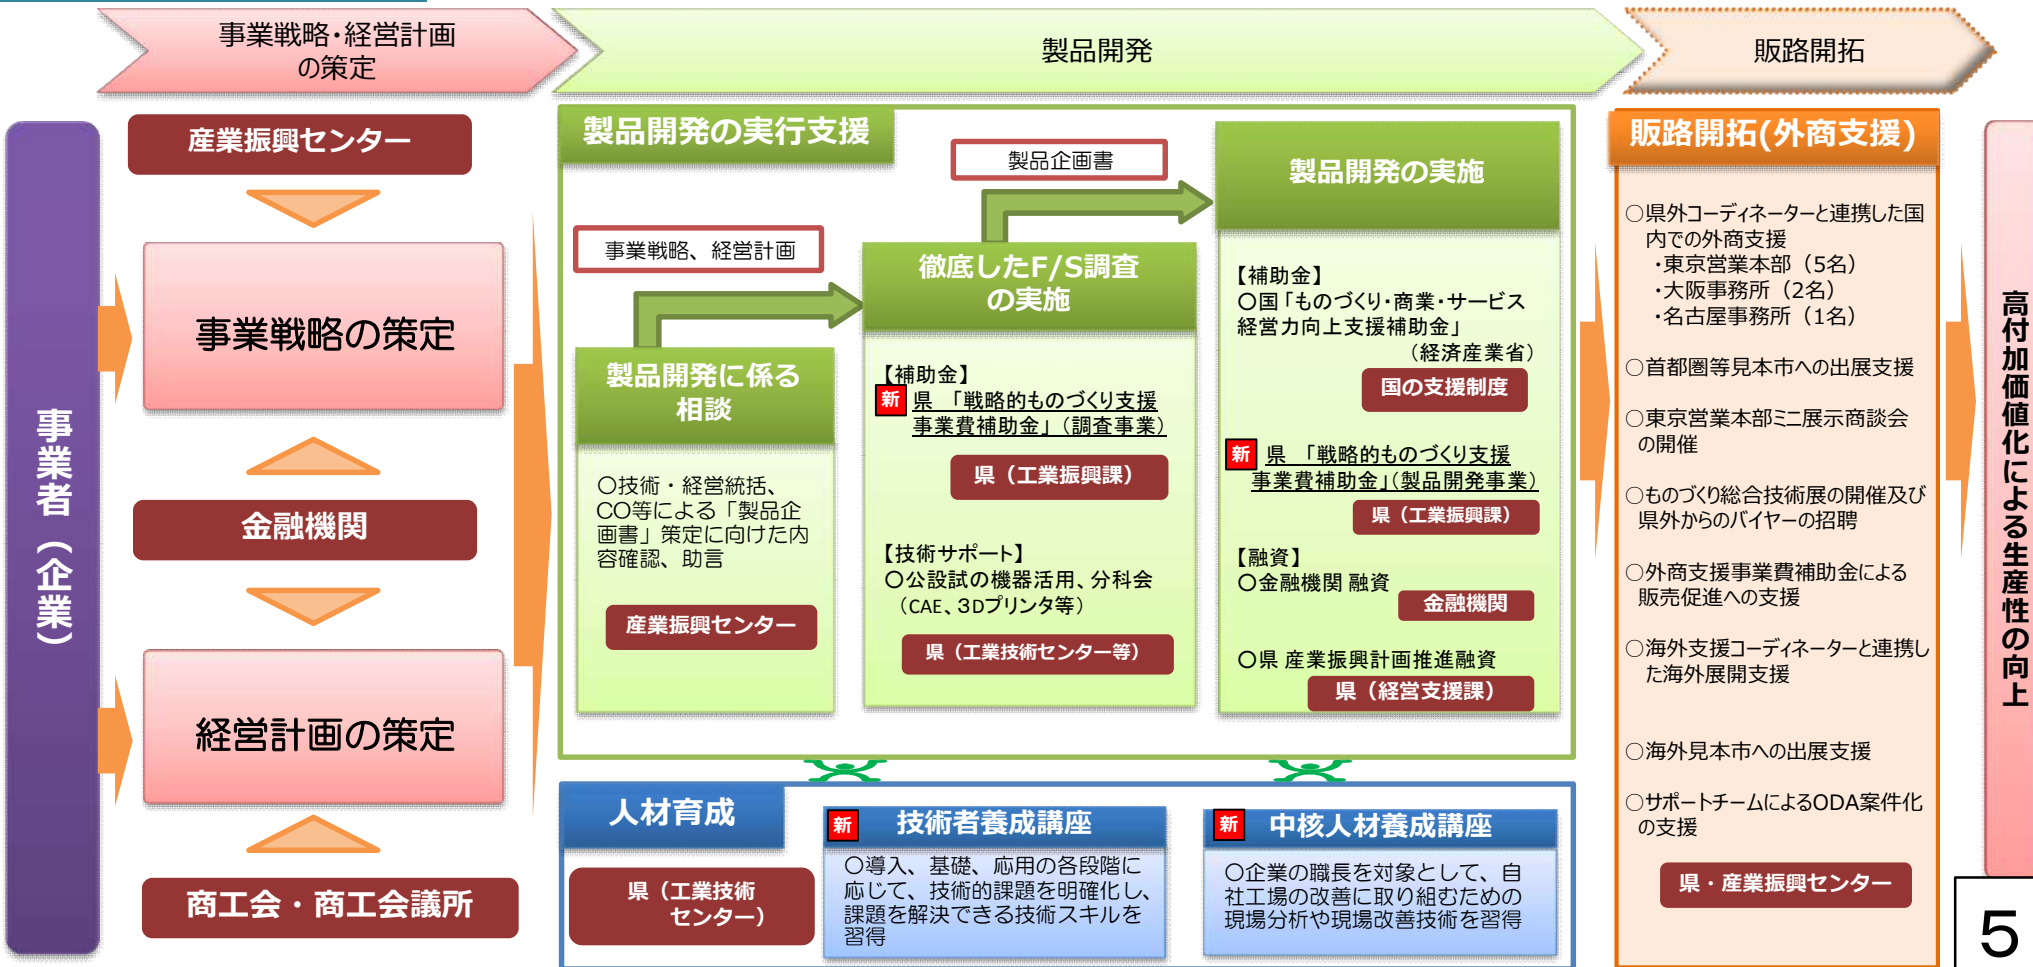 事業戦略・経営計画
の策定
製品開発
販路開拓
事業者（企業）
産業振興センター
事業戦略の策定
金融機関
経営計画の策定
商工会・商工会議所
製品開発の実行支援
事業戦略、経営計画
製品企画書
製品開発に係る
相談
○技術・経営統括、
CO等による「製品企
画書」策定に向けた内
容確認、助言
産業振興センター
徹底したF/S調査
の実施
【補助金】
新 県 「戦略的ものづくり支援
事業費補助金」（調査事業）
県（工業振興課）
【技術サポート】
○公設試の機器活用、分科会
（CAE、３Dプリンタ等）
県（工業技術センター等）
製品開発の実施
【補助金】
○国「ものづくり・商業・サービス
経営力向上支援補助金」
（経済産業省）
国の支援制度
新 県 「戦略的ものづくり支援
事業費補助金」（製品開発事業）
県（工業振興課）
【融資】
○金融機関 融資
金融機関
○県 産業振興計画推進融資
県（経営支援課）
人材育成
県（工業技術
センター）
新 技術者養成講座
○導入、基礎、応用の各段階に
応じて、技術的課題を明確化し、
課題を解決できる技術スキルを
習得
新 中核人材養成講座
○企業の職長を対象として、自
社工場の改善に取り組むための
現場分析や現場改善技術を習得
販路開拓(外商支援)
○県外コーディネーターと連携した国
内での外商支援
・東京営業本部（5名）
・大阪事務所（2名）
・名古屋事務所（1名）
○首都圏等見本市への出展支援
○東京営業本部ミニ展示商談会
の開催
○ものづくり総合技術展の開催及び
県外からのバイヤーの招聘
○外商支援事業費補助金による
販売促進への支援
○海外支援コーディネーターと連携し
た海外展開支援
○海外見本市への出展支援
○サポートチームによるODA案件化
の支援
県・産業振興センター
高付加価値化による生産性の向上
5